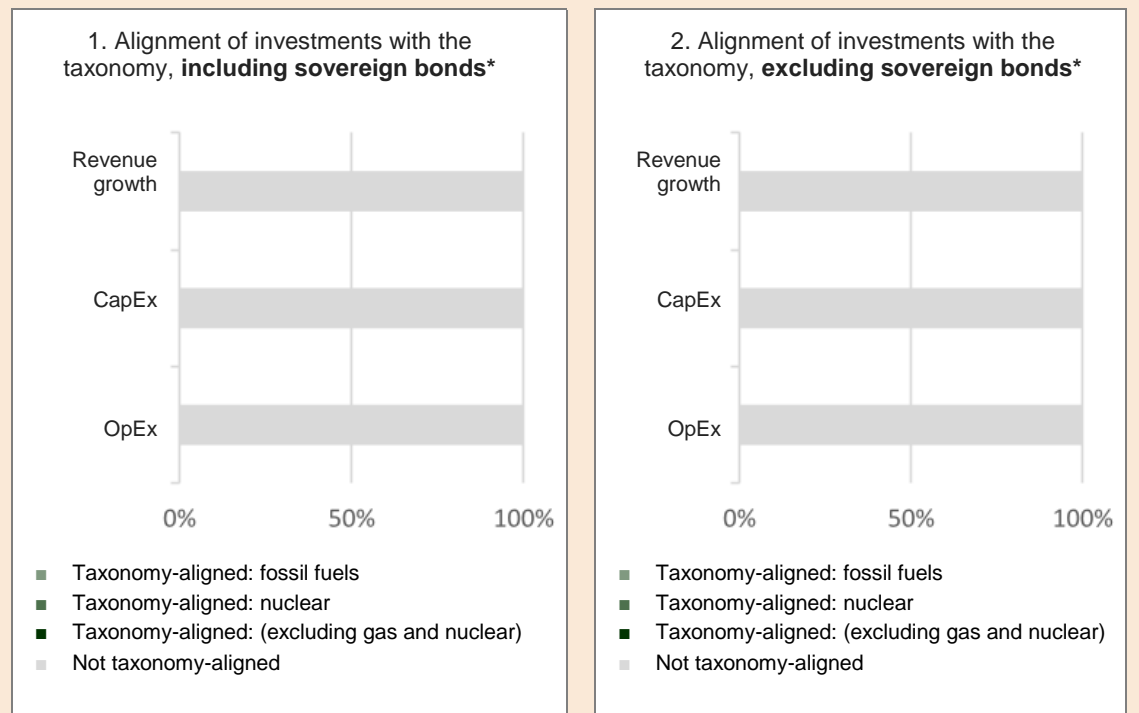 1. Alignment of investments with the
taxonomy, including sovereign bonds*
Revenue
growth
CapEx
OpEx
0% 50% 100%
Taxonomy-aligned: fossil fuels
Taxonomy-aligned: nuclear
Taxonomy-aligned: (excluding gas and nuclear)
Not taxonomy-aligned
2. Alignment of investments with the
taxonomy, excluding sovereign bonds*
Revenue
growth
CapEx
OpEx
0% 50% 100%
Taxonomy-aligned: fossil fuels
Taxonomy-aligned: nuclear
Taxonomy-aligned: (excluding gas and nuclear)
Not taxonomy-aligned